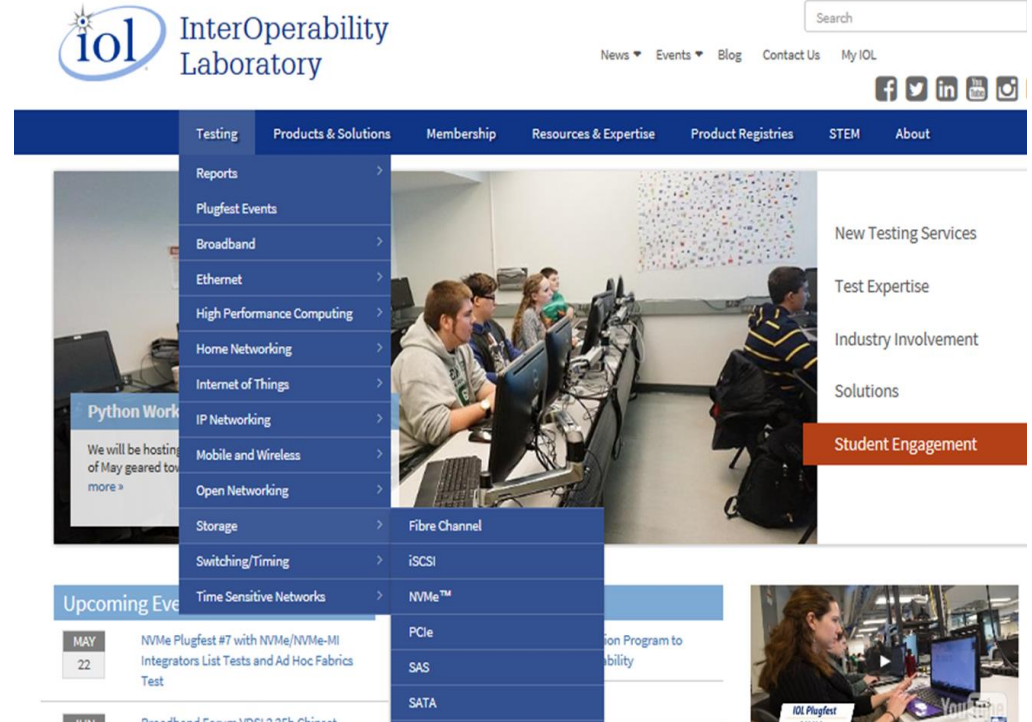 iol
InterOperability
Laboratory
Search
News Events Blog Contact Us My IOL
Testing Products & Solutions Membership Resources & Expertise Product Registries STEM About
Reports
Plugfest Events
Broadband
Ethernet
High Performance Computing
Home Networking
Internet of Things
IP Networking
Mobile and Wireless
Open Networking
Storage
Switching/Timing
Time Sensitive Networks
Fibre Channel
iSCSI
NVMe™
PCIe
SAS
SATA
New Testing Services
Test Expertise
Industry Involvement
Solutions
Student Engagement
Python Work
We will be hosting
of May geared tow
more »
Upcoming Eve
MAY
22
NVMe Plugfest #7 with NVMe/NVMe-MI
Integrators List Tests and Ad Hoc Fabrics
Test
ion Program to
ability
IOL Plugfest
YouTube